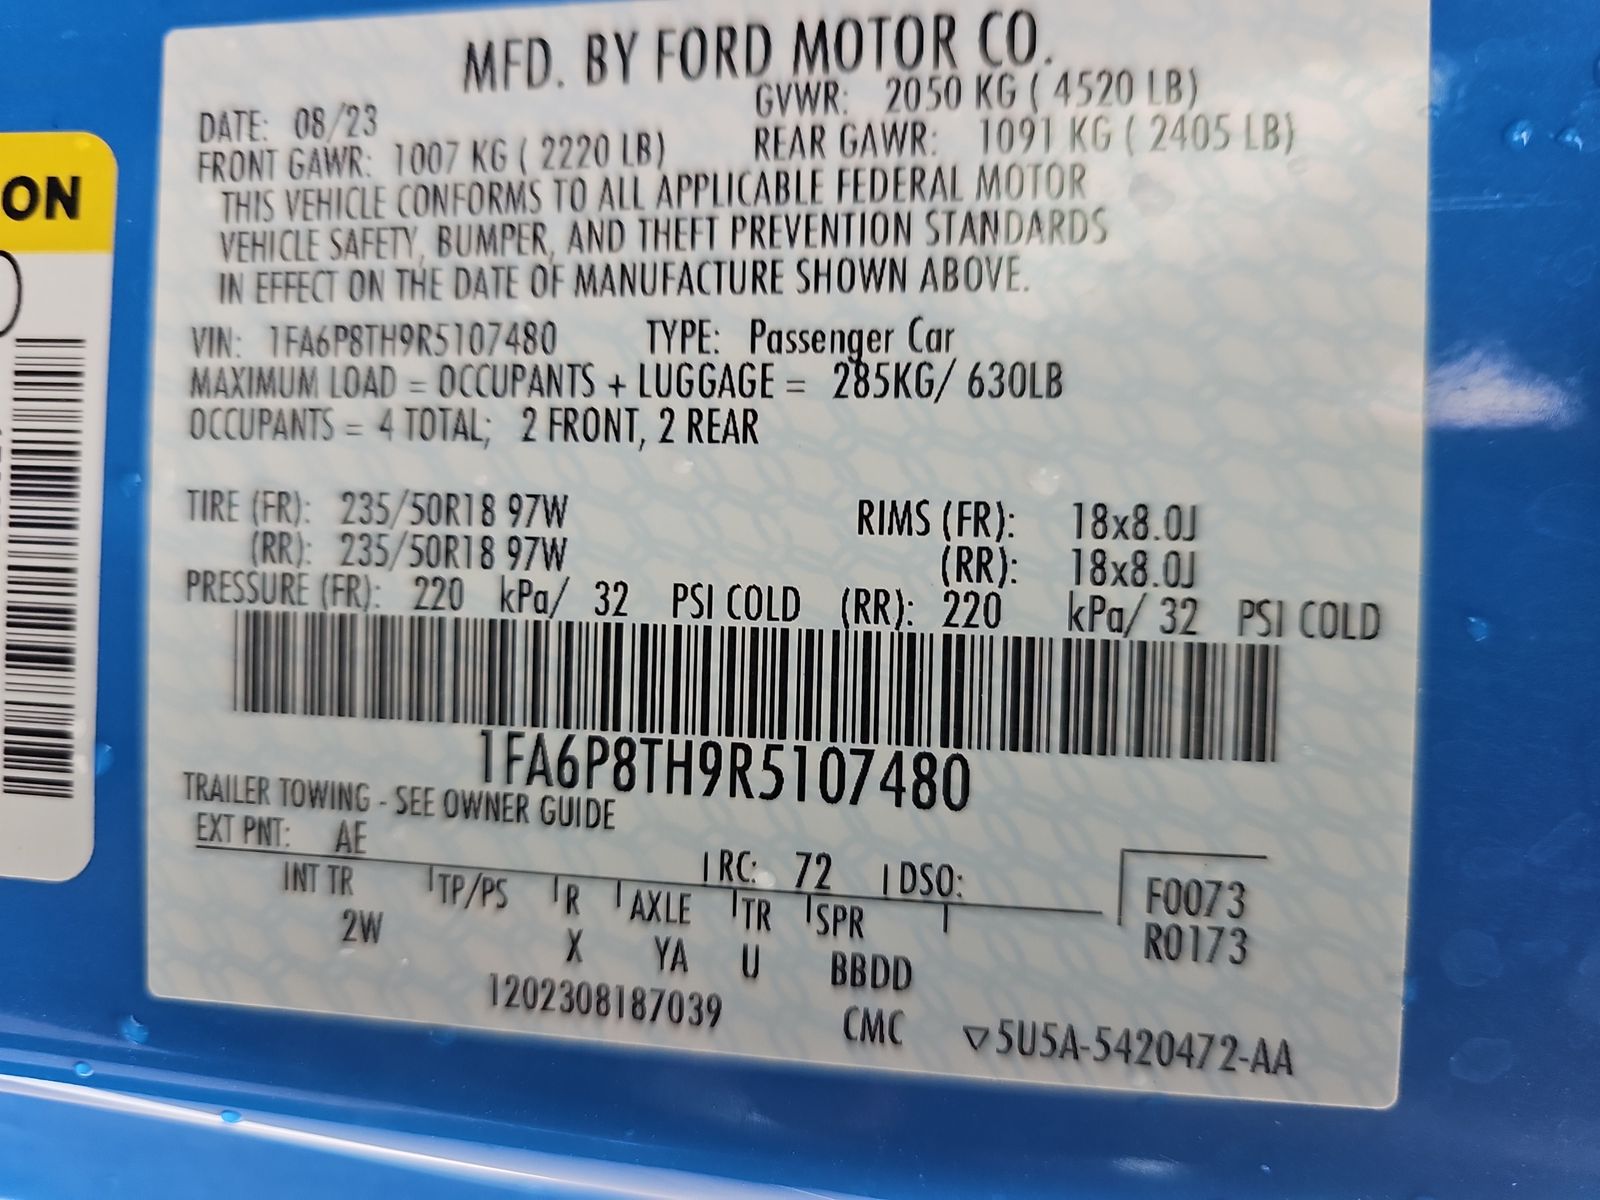 MFD. BY FORD MOTOR CO.
DATE: 08/23 GVWR: 2050 KG ( 4520 LB)
FRONT GAWR: 1007 KG ( 2220 LB) REAR GAWR: 1091 KG ( 2405 LB)
THIS VEHICLE CONFORMS TO ALL APPLICABLE FEDERAL MOTOR
VEHICLE SAFETY, BUMPER, AND THEFT PREVENTION STANDARDS
IN EFFECT ON THE DATE OF MANUFACTURE SHOWN ABOVE.
VIN: 1FA6P8TH9R5107480 TYPE: Passenger Car
MAXIMUM LOAD = OCCUPANTS + LUGGAGE = 285KG/ 630LB
OCCUPANTS = 4 TOTAL; 2 FRONT, 2 REAR
TIRE (FR): 235/50R18 97W RIMS (FR): 18x8.0J
(RR): 235/50R18 97W (RR): 18x8.0J
PRESSURE (FR): 220 kPa/ 32 PSI COLD (RR): 220 kPa/ 32 PSI COLD
1FA6P8TH9R5107480
TRAILER TOWING - SEE OWNER GUIDE
EXT PNT: AE RC: 72 DSO:
INT TR TP/PS R AXLE TR SPR
2W X YA U BBDD
F0073
R0173
1202308187039 CMC ▽5U5A-5420472-AA
ON